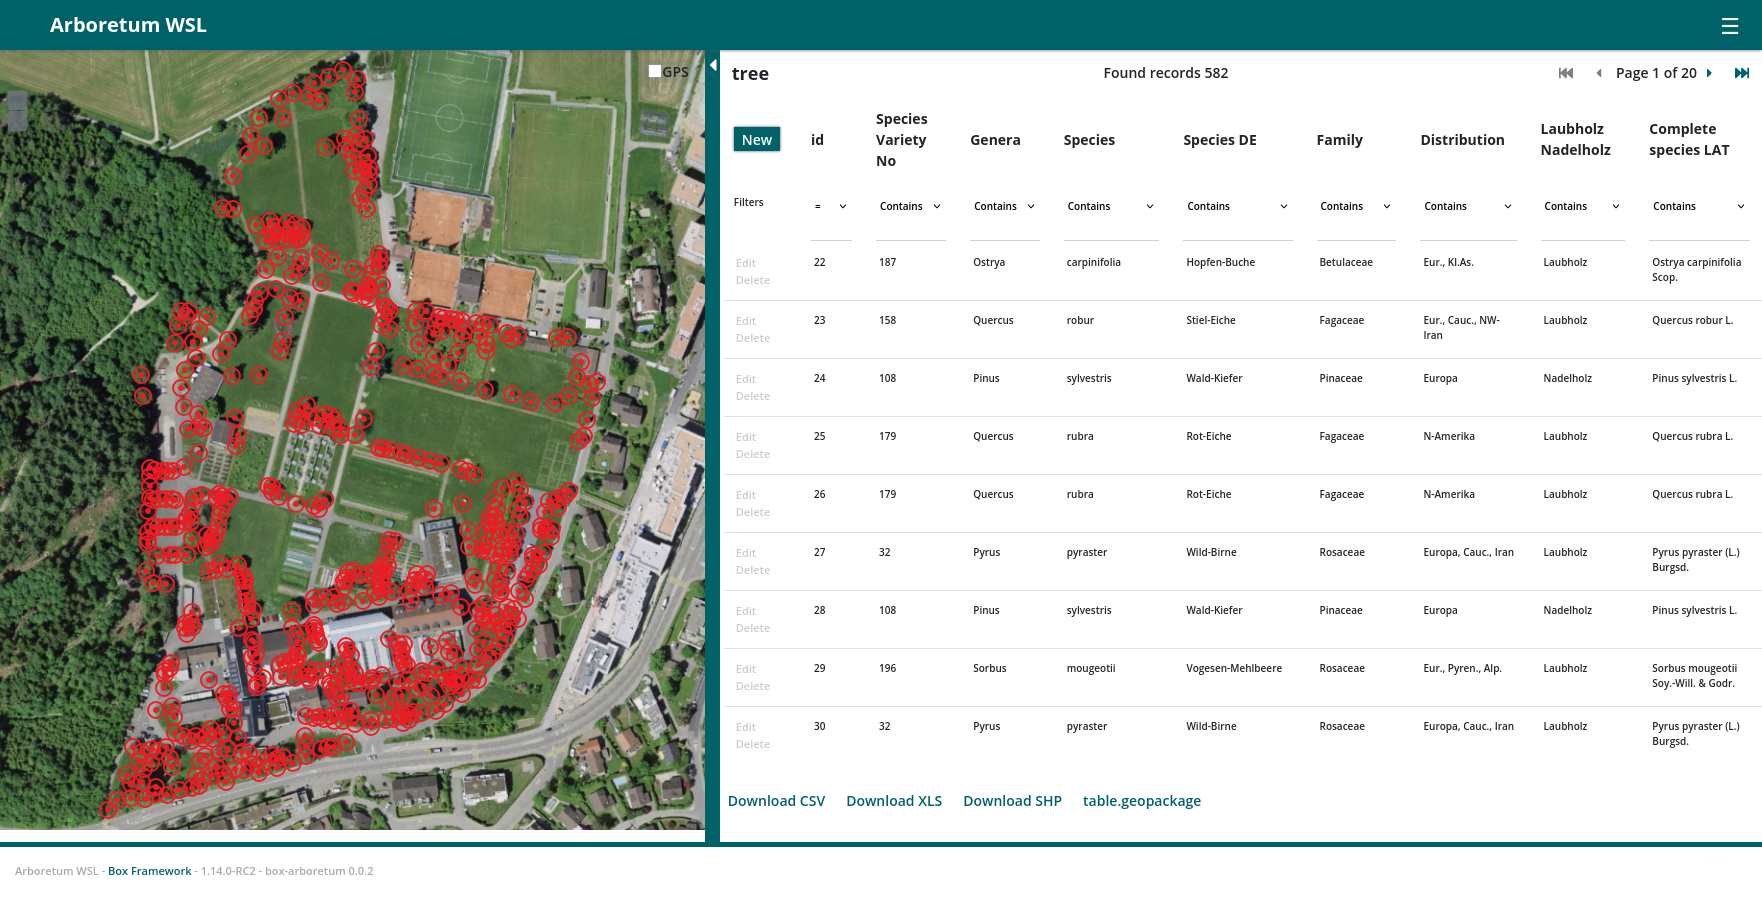 Arboretum WSL
GPS
tree
Found records 582
Page 1 of 20
New
id
Species
Variety
No
Genera
Species
Species DE
Family
Distribution
Laubholz
Nadelholz
Complete
species LAT
Filters
=
Contains
Contains
Contains
Contains
Contains
Contains
Contains
Contains
Edit
Delete
22
187
Ostrya
carpinifolia
Hopfen-Buche
Betulaceae
Eur., Kl.As.
Laubholz
Ostrya carpinifolia
Scop.
Edit
Delete
23
158
Quercus
robur
Stiel-Eiche
Fagaceae
Eur., Cauc., NW-
Iran
Laubholz
Quercus robur L.
Edit
Delete
24
108
Pinus
sylvestris
Wald-Kiefer
Pinaceae
Europa
Nadelholz
Pinus sylvestris L.
Edit
Delete
25
179
Quercus
rubra
Rot-Eiche
Fagaceae
N-Amerika
Laubholz
Quercus rubra L.
Edit
Delete
26
179
Quercus
rubra
Rot-Eiche
Fagaceae
N-Amerika
Laubholz
Quercus rubra L.
Edit
Delete
27
32
Pyrus
pyraster
Wild-Birne
Rosaceae
Europa, Cauc., Iran
Laubholz
Pyrus pyraster (L.)
Burgsd.
Edit
Delete
28
108
Pinus
sylvestris
Wald-Kiefer
Pinaceae
Europa
Nadelholz
Pinus sylvestris L.
Edit
Delete
29
196
Sorbus
mougeotii
Vogesen-Mehlbeere
Rosaceae
Eur., Pyren., Alp.
Laubholz
Sorbus mougeotii
Soy.-Will. & Godr.
Edit
Delete
30
32
Pyrus
pyraster
Wild-Birne
Rosaceae
Europa, Cauc., Iran
Laubholz
Pyrus pyraster (L.)
Burgsd.
Download CSV
Download XLS
Download SHP
table.geopackage
Arboretum WSL - Box Framework - 1.14.0-RC2 - box-arboretum 0.0.2